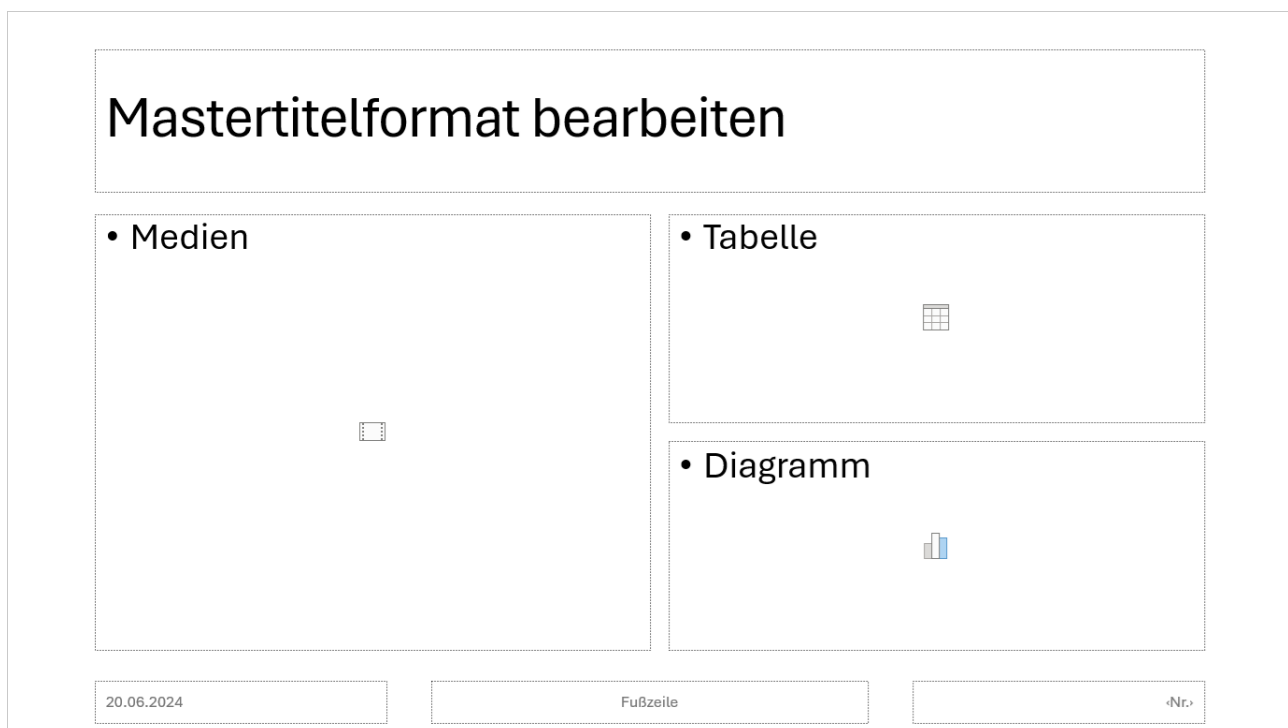 Mastertitelformat bearbeiten
• Medien
• Tabelle
• Diagramm
20.06.2024
Fußzeile
‹Nr.›